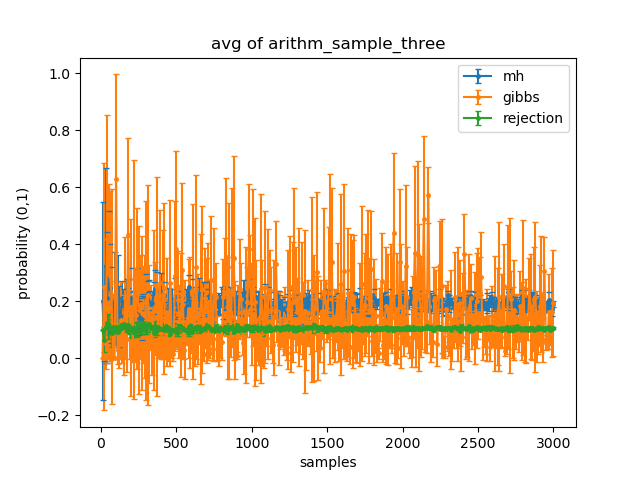 avg of arithm_sample_three
mh
gibbs
rejection
probability (0,1)
1.0
0.8
0.6
0.4
0.2
0.0
−0.2
0
500
1000
1500
2000
2500
3000
samples